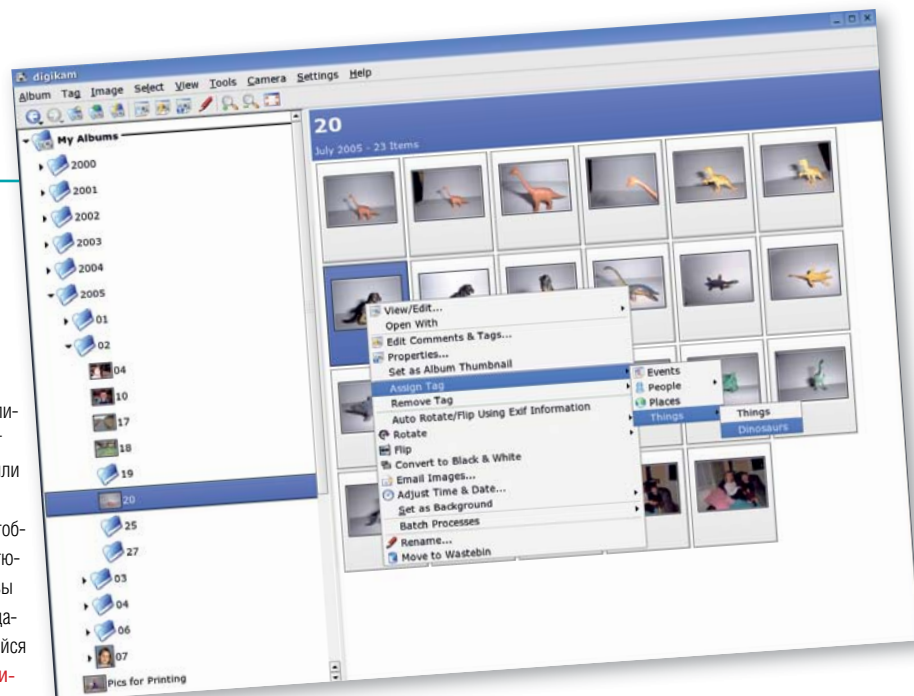 digikam
Album Tag Image Select View Tools Camera Settings Help
My Albums
2000
2001
2002
2003
2004
2005
01
02
04
10
17
18
19
20
25
27
03
04
06
07
Pics for Printing
20
July 2005 - 23 Items
View/Edit...
Open With
Edit Comments & Tags...
Properties...
Set as Album Thumbnail
Assign Tag
Remove Tag
Auto Rotate/Flip Using Exif Information
Rotate
Flip
Convert to Black & White
Email Images...
Adjust Time & Date...
Set as Background
Batch Processes
Rename...
Move to Wastebin
Events
People
Places
Things
Things
Dinosaurs